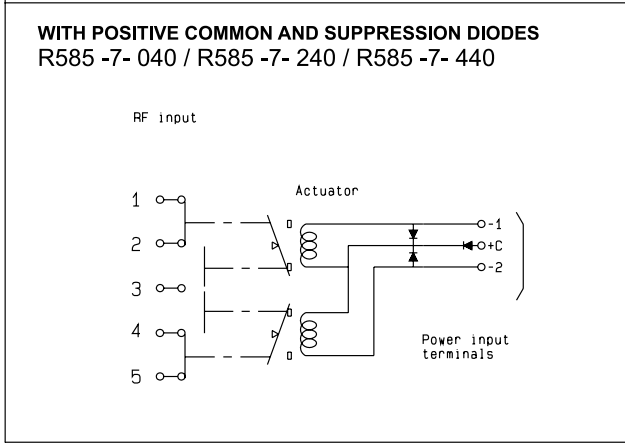 WITH POSITIVE COMMON AND SUPPRESSION DIODES
R585 -7- 040 / R585 -7- 240 / R585 -7- 440
RF input
Actuator
1
2
3
4
5
-1
+C
-2
Power input
terminals